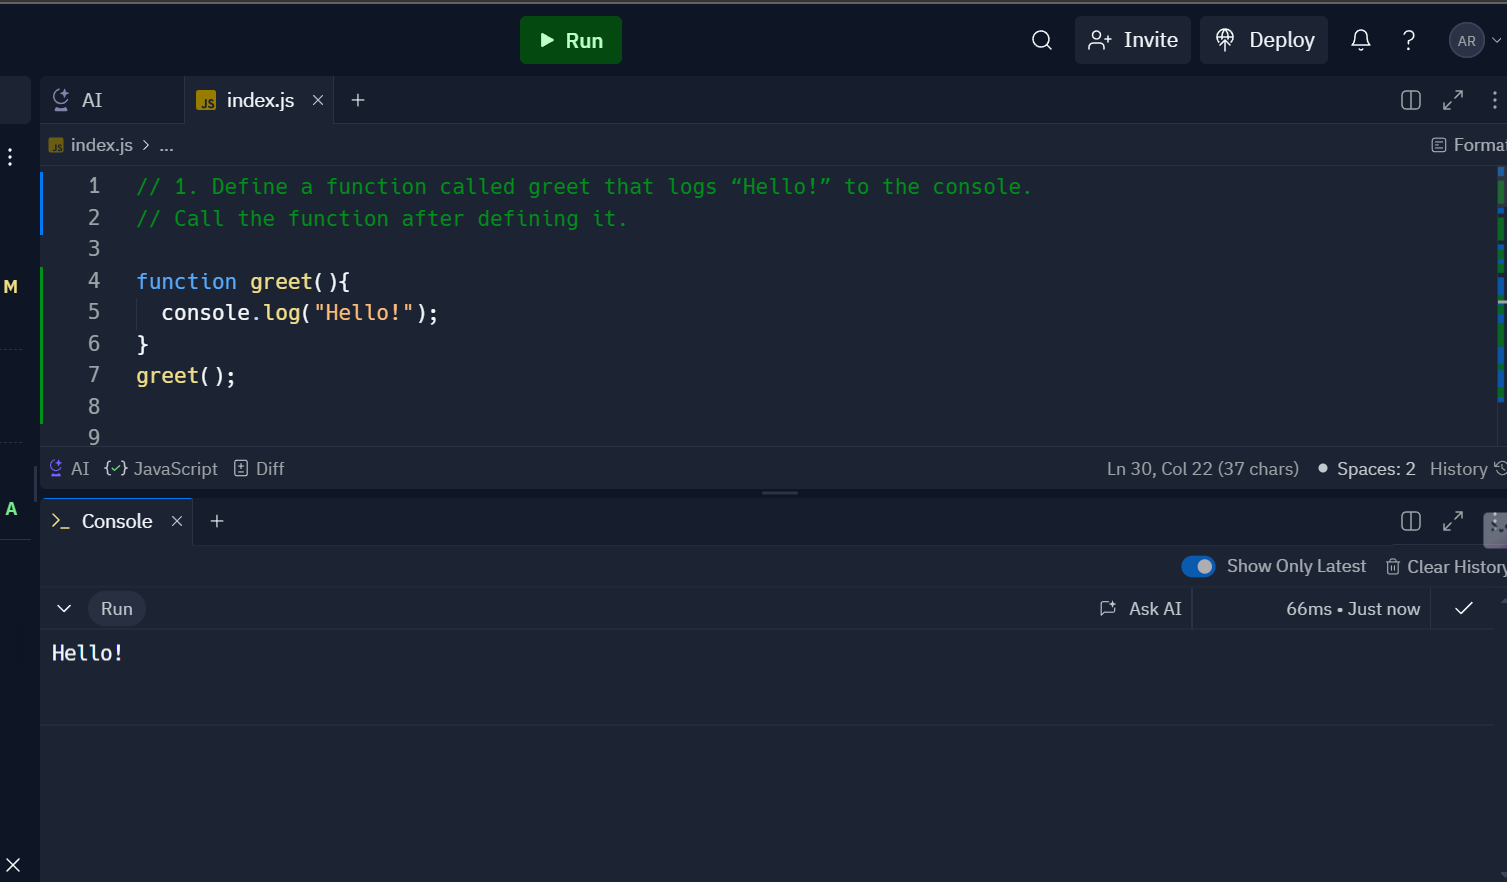 Run
Invite
Deploy
?
AR
AI
JS index.js
JS index.js > ...
Format
1 // 1. Define a function called greet that logs “Hello!” to the console.
2 // Call the function after defining it.
3
4 function greet(){
5 console.log("Hello!");
6 }
7 greet();
8
9
M
A
AI {✓} JavaScript Diff
Ln 30, Col 22 (37 chars) • Spaces: 2 History
>_ Console
Show Only Latest Clear History
Run
Ask AI 66ms • Just now
Hello!